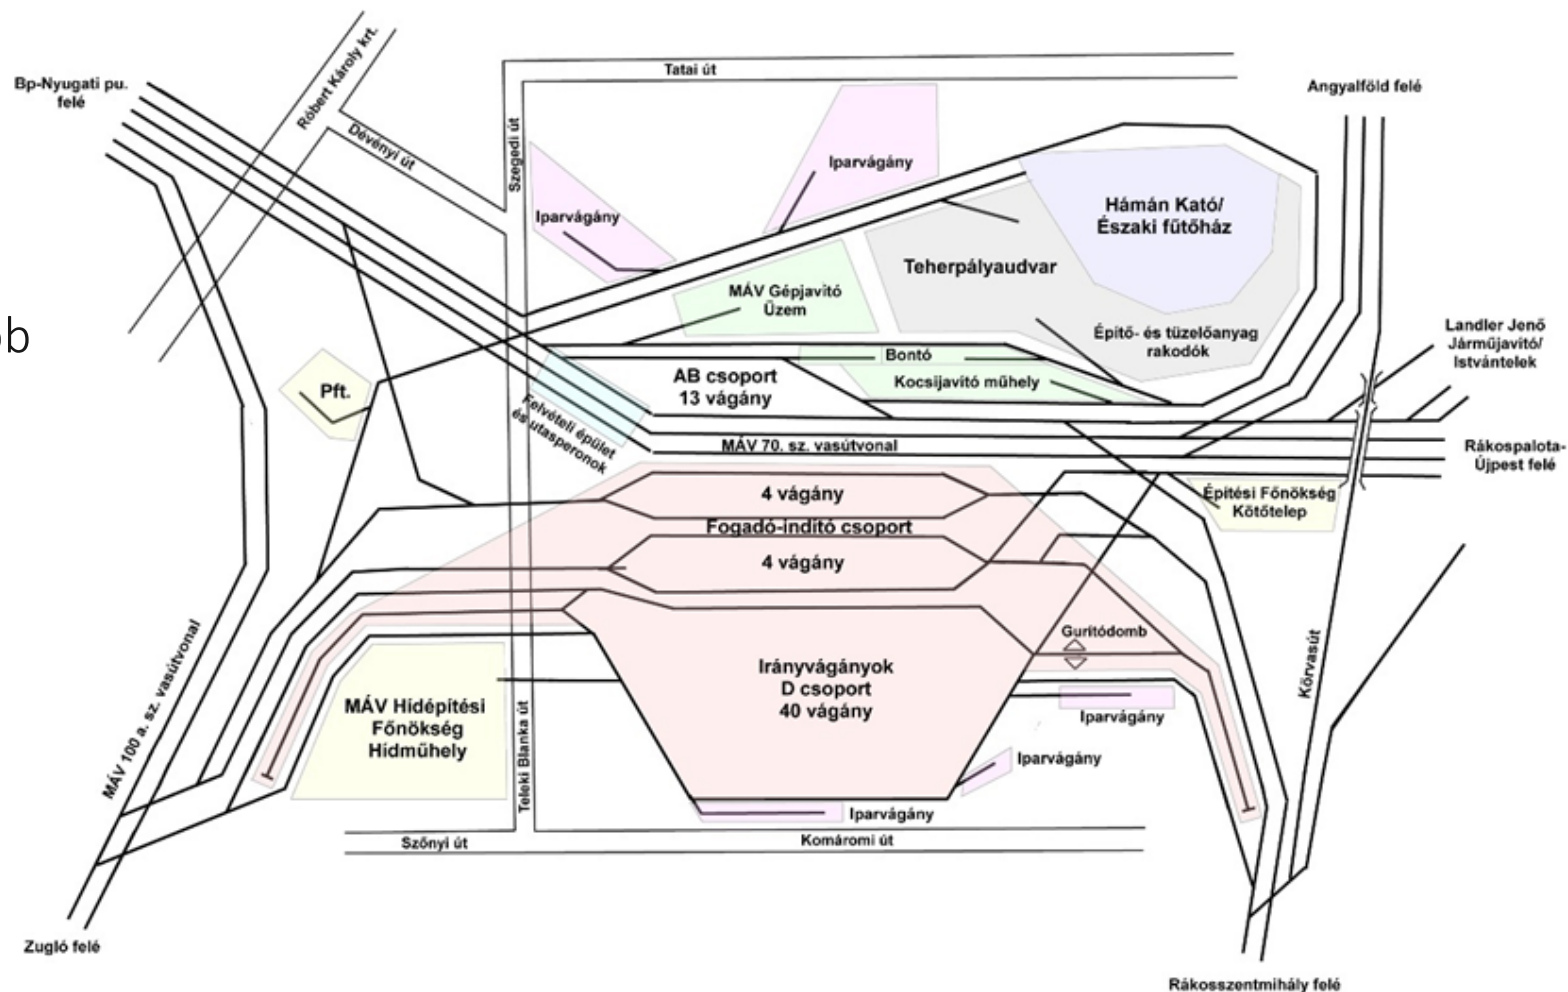 Bp-Nyugati pu.
felé
Róbert Károly krt.
Dévényi út
Szegedi út
Tatai út
Angyalföld felé
Iparvágány
Iparvágány
Hámán Kató/
Északi fűtőház
Teherpályaudvar
MÁV Gépjavító
Üzem
Építő- és tüzelőanyag
rakodók
Landler Jenő
Járműjavító/
Istvántelek
ob
Bontó
Kocsijavító műhely
AB csoport
13 vágány
Pft.
Felvételi épület
és utasperonok
MÁV 70. sz. vasútvonal
Rákospalota-
Újpest felé
4 vágány
Építési Főnökség
Kötőtelep
Fogadó-indító csoport
4 vágány
Gurítódomb
Irányvágányok
D csoport
40 vágány
MÁV 100 a. sz. vasútvonal
MÁV Hídépítési
Főnökség
Hídműhely
Teleki Blanka út
Körvasút
Iparvágány
Iparvágány
Iparvágány
Szőnyi út
Komáromi út
Zugló felé
Rákosszentmihály felé